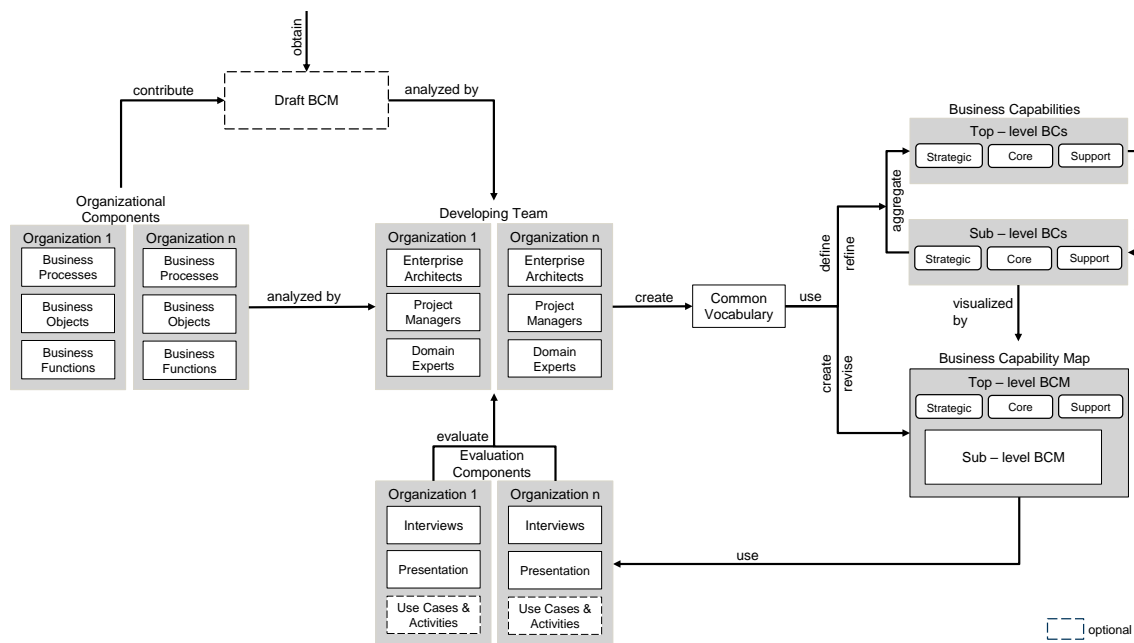 obtain
contribute
Draft BCM
analyzed by
Business Capabilities
Top – level BCs
Strategic
Core
Support
aggregate
Sub – level BCs
Strategic
Core
Support
define
refine
visualized
by
Organizational
Components
Organization 1
Business
Processes
Business
Objects
Business
Functions
Organization n
Business
Processes
Business
Objects
Business
Functions
analyzed by
Developing Team
Organization 1
Enterprise
Architects
Project
Managers
Domain
Experts
Organization n
Enterprise
Architects
Project
Managers
Domain
Experts
create
Common
Vocabulary
use
create
revise
Business Capability Map
Top – level BCM
Strategic
Core
Support
Sub – level BCM
evaluate
Evaluation
Components
Organization 1
Interviews
Presentation
Use Cases &
Activities
Organization n
Interviews
Presentation
Use Cases &
Activities
use
optional